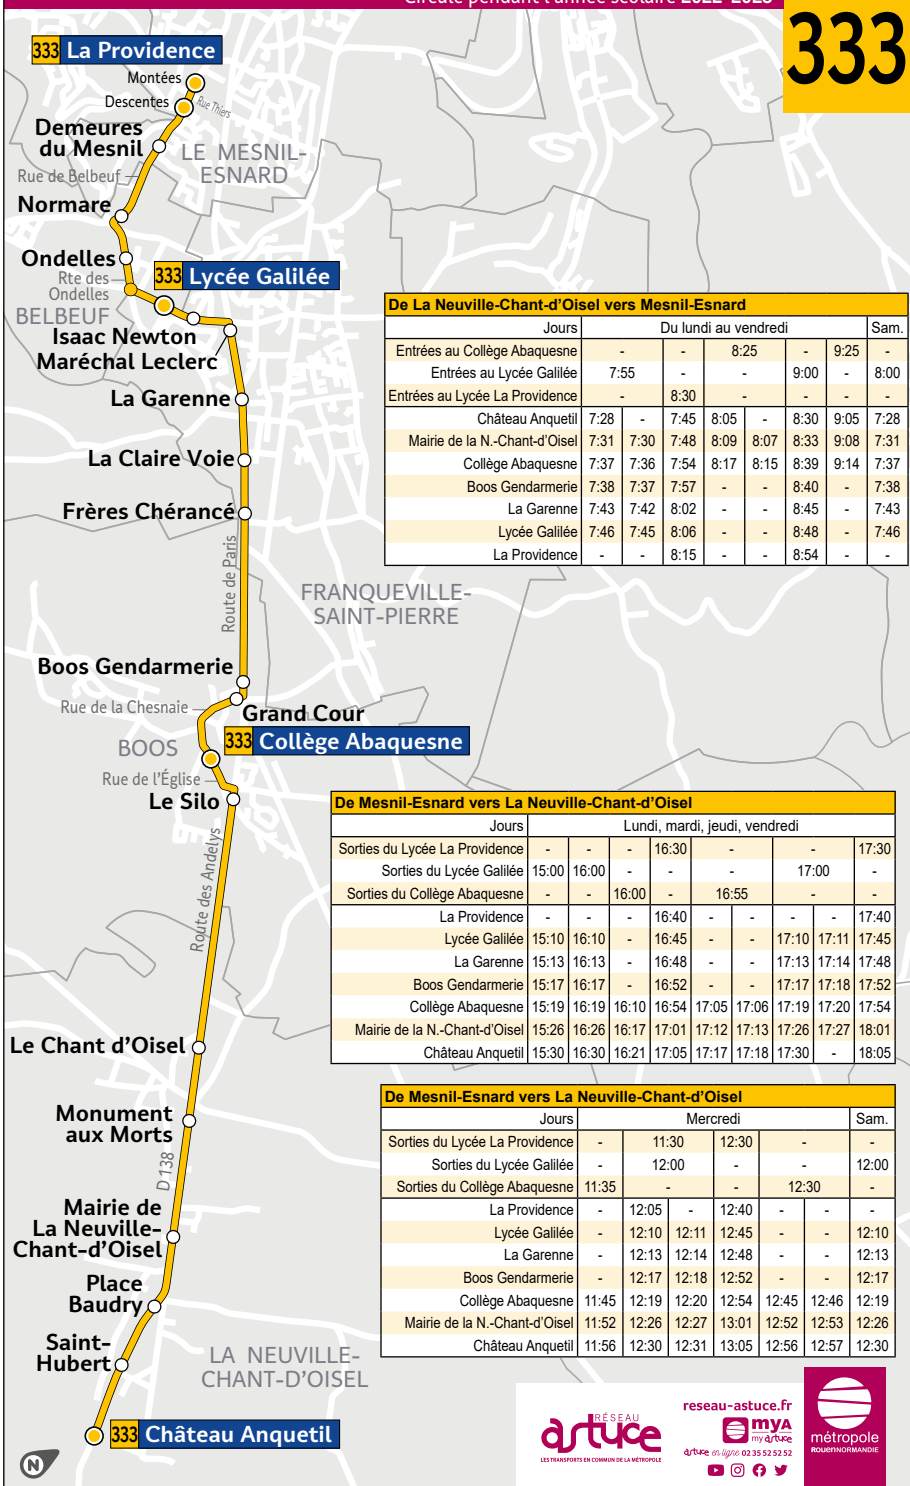 Circule pendant l'année scolaire 2022-2023
333
333 La Providence
Montées
Descentes
Rue Thiers
Demeures
du Mesnil
LE MESNIL-
ESNARD
Rue de Belbeuf
Normare
Ondelles
Rte des
Ondelles
333 Lycée Galilée
BELBEUF
Isaac Newton
Maréchal Leclerc
La Garenne
La Claire Voie
Frères Chérancé
Route de Paris
FRANQUEVILLE-
SAINT-PIERRE
Boos Gendarmerie
Rue de la Chesnaie
Grand Cour
BOOS
333 Collège Abaquesne
Rue de l'Église
Le Silo
Route des Andelys
Le Chant d'Oisel
Monument
aux Morts
D 138
Mairie de
La Neuville-
Chant-d'Oisel
Place
Baudry
Saint-
Hubert
LA NEUVILLE-
CHANT-D'OISEL
333 Château Anquetil
N
De La Neuville-Chant-d'Oisel vers Mesnil-Esnard
Jours Du lundi au vendredi Sam.
Entrées au Collège Abaquesne - - 8:25 - 9:25 -
Entrées au Lycée Galilée 7:55 - - 9:00 - 8:00
Entrées au Lycée La Providence - 8:30 - - - -
Château Anquetil 7:28 - 7:45 8:05 - 8:30 9:05 7:28
Mairie de la N.-Chant-d'Oisel 7:31 7:30 7:48 8:09 8:07 8:33 9:08 7:31
Collège Abaquesne 7:37 7:36 7:54 8:17 8:15 8:39 9:14 7:37
Boos Gendarmerie 7:38 7:37 7:57 - - 8:40 - 7:38
La Garenne 7:43 7:42 8:02 - - 8:45 - 7:43
Lycée Galilée 7:46 7:45 8:06 - - 8:48 - 7:46
La Providence - - 8:15 - - 8:54 - -
De Mesnil-Esnard vers La Neuville-Chant-d'Oisel
Jours Lundi, mardi, jeudi, vendredi
Sorties du Lycée La Providence - - - 16:30 - - 17:30
Sorties du Lycée Galilée 15:00 16:00 - - - 17:00 -
Sorties du Collège Abaquesne - - 16:00 - 16:55 - -
La Providence - - - 16:40 - - - - 17:40
Lycée Galilée 15:10 16:10 - 16:45 - - 17:10 17:11 17:45
La Garenne 15:13 16:13 - 16:48 - - 17:13 17:14 17:48
Boos Gendarmerie 15:17 16:17 - 16:52 - - 17:17 17:18 17:52
Collège Abaquesne 15:19 16:19 16:10 16:54 17:05 17:06 17:19 17:20 17:54
Mairie de la N.-Chant-d'Oisel 15:26 16:26 16:17 17:01 17:12 17:13 17:26 17:27 18:01
Château Anquetil 15:30 16:30 16:21 17:05 17:17 17:18 17:30 - 18:05
De Mesnil-Esnard vers La Neuville-Chant-d'Oisel
Jours Mercredi Sam.
Sorties du Lycée La Providence - 11:30 12:30 - -
Sorties du Lycée Galilée - 12:00 - - 12:00
Sorties du Collège Abaquesne 11:35 - - 12:30 -
La Providence - 12:05 - 12:40 - - -
Lycée Galilée - 12:10 12:11 12:45 - - 12:10
La Garenne - 12:13 12:14 12:48 - - 12:13
Boos Gendarmerie - 12:17 12:18 12:52 - - 12:17
Collège Abaquesne 11:45 12:19 12:20 12:54 12:45 12:46 12:19
Mairie de la N.-Chant-d'Oisel 11:52 12:26 12:27 13:01 12:52 12:53 12:26
Château Anquetil 11:56 12:30 12:31 13:05 12:56 12:57 12:30
RÉSEAU
astuce
LES TRANSPORTS EN COMMUN DE LA MÉTROPOLE
reseau-astuce.fr
myA
my astuce
astuce en ligne 02 35 52 52 52
métropole
ROUENNORMANDIE